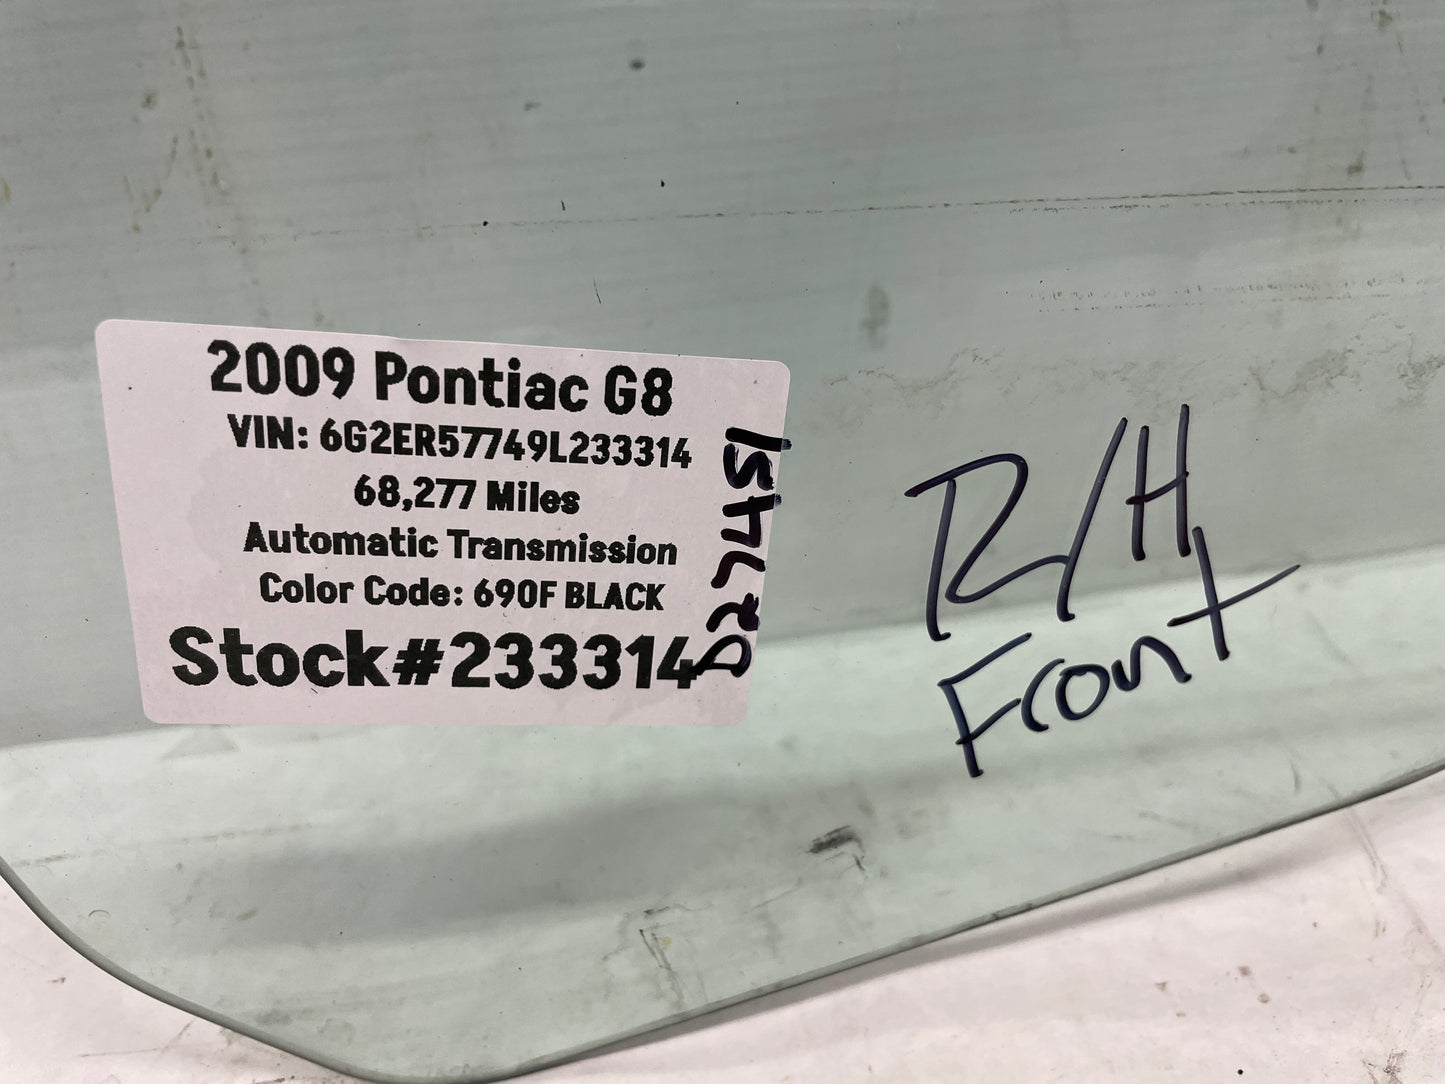 2009 Pontiac G8
VIN: 6G2ER57749L233314
68,277 Miles
Automatic Transmission
Color Code: 690F BLACK
Stock#233314
R/H
Front